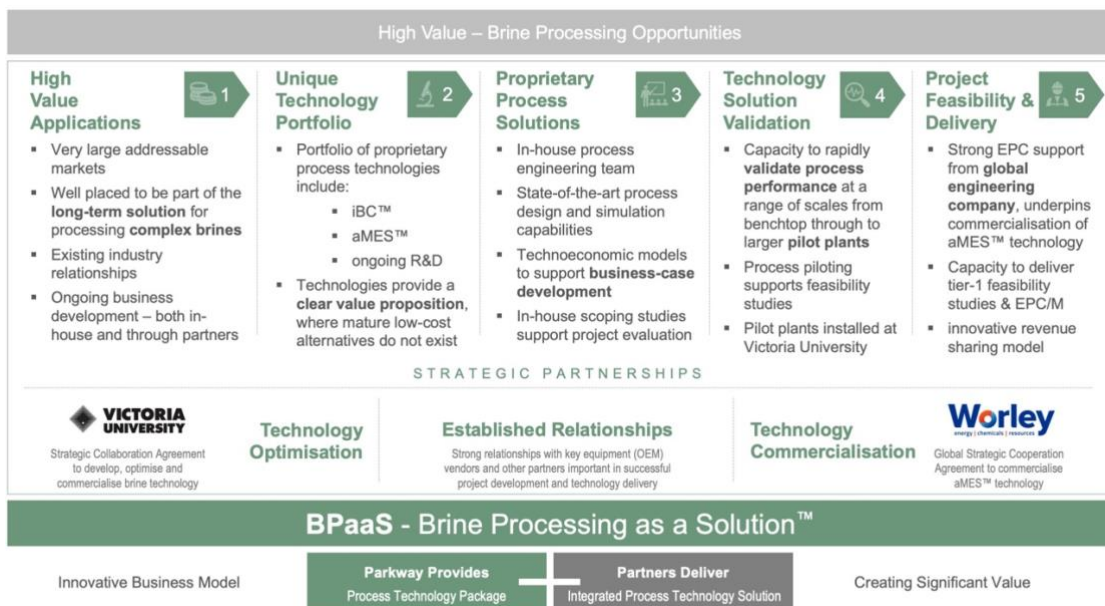 High Value – Brine Processing Opportunities
High
Value
Applications
1
▪ Very large addressable
markets
▪ Well placed to be part of the
long-term solution for
processing complex brines
▪ Existing industry
relationships
▪ Ongoing business
development – both in-
house and through partners
Unique
Technology
Portfolio
2
▪ Portfolio of proprietary
process technologies
include:
▪ iBC™
▪ aMES™
▪ ongoing R&D
▪ Technologies provide a
clear value proposition,
where mature low-cost
alternatives do not exist
Proprietary
Process
Solutions
3
▪ In-house process
engineering team
▪ State-of-the-art process
design and simulation
capabilities
▪ Technoeconomic models
to support business-case
development
▪ In-house scoping studies
support project evaluation
Technology
Solution
Validation
4
▪ Capacity to rapidly
validate process
performance at a
range of scales from
benchtop through to
larger pilot plants
▪ Process piloting
supports feasibility
studies
▪ Pilot plants installed at
Victoria University
Project
Feasibility &
Delivery
5
▪ Strong EPC support
from global
engineering
company, underpins
commercialisation of
aMES™ technology
▪ Capacity to deliver
tier-1 feasibility
studies & EPC/M
▪ innovative revenue
sharing model
STRATEGIC PARTNERSHIPS
VICTORIA
UNIVERSITY
Strategic Collaboration Agreement
to develop, optimise and
commercialise brine technology
Technology
Optimisation
Established Relationships
Strong relationships with key equipment (OEM)
vendors and other partners important in successful
project development and technology delivery
Technology
Commercialisation
Worley
energy | chemicals | resources
Global Strategic Cooperation
Agreement to commercialise
aMES™ technology
BPaaS - Brine Processing as a Solution™
Innovative Business Model
Parkway Provides
Process Technology Package
Partners Deliver
Integrated Process Technology Solution
Creating Significant Value